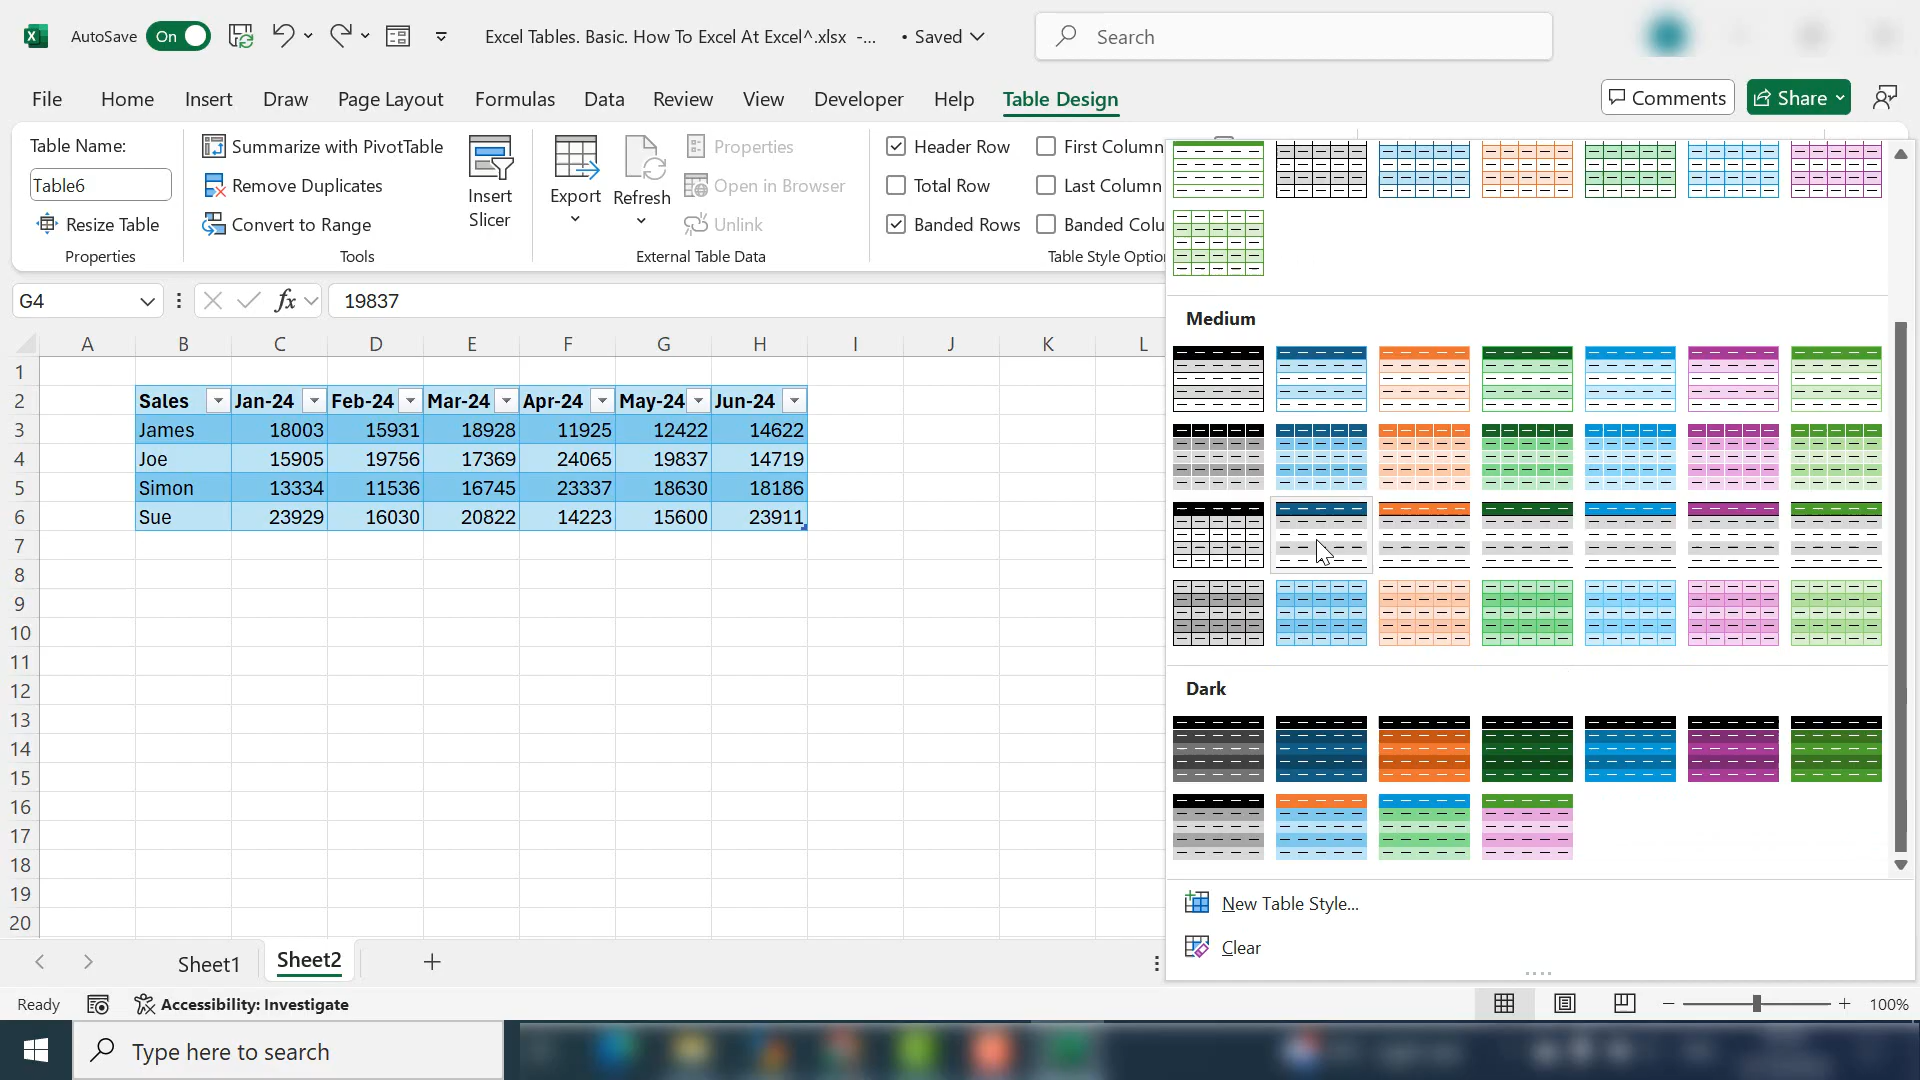 AutoSave On Excel Tables. Basic. How To Excel At Excel^.xlsx -... • Saved Search
File Home Insert Draw Page Layout Formulas Data Review View Developer Help Table Design Comments Share
Table Name:
Table6
Resize Table
Properties
Summarize with PivotTable
Remove Duplicates
Convert to Range
Tools
Insert
Slicer
Export
Refresh
Properties
Open in Browser
Unlink
External Table Data
Header Row
Total Row
Banded Rows
First Column
Last Column
Banded Colu
Table Style Optio
G4 fx 19837
A B C D E F G H I J K L
1
2 Sales Jan-24 Feb-24 Mar-24 Apr-24 May-24 Jun-24
3 James 18003 15931 18928 11925 12422 14622
4 Joe 15905 19756 17369 24065 19837 14719
5 Simon 13334 11536 16745 23337 18630 18186
6 Sue 23929 16030 20822 14223 15600 23911
7
8
9
10
11
12
13
14
15
16
17
18
19
20
Medium
Dark
New Table Style...
Clear
Sheet1 Sheet2
Ready Accessibility: Investigate 100%
Type here to search